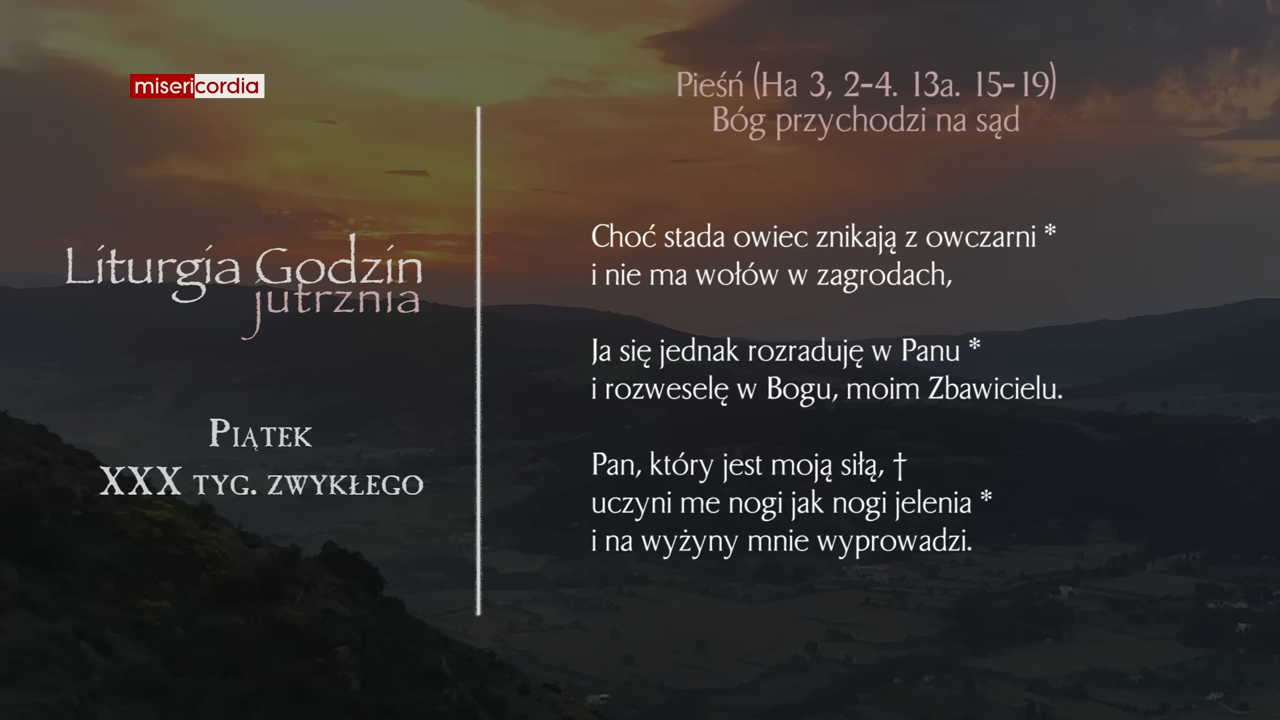 misericordia
Liturgia Godzin
jutrznia
Piątek
XXX tyg. zwykłego
Pieśń (Ha 3, 2-4. 13a. 15-19)
Bóg przychodzi na sąd
Choć stada owiec znikają z owczarni *
i nie ma wołów w zagrodach,
Ja się jednak rozraduję w Panu *
i rozweselę w Bogu, moim Zbawicielu.
Pan, który jest moją siłą, †
uczyni me nogi jak nogi jelenia *
i na wyżyny mnie wyprowadzi.